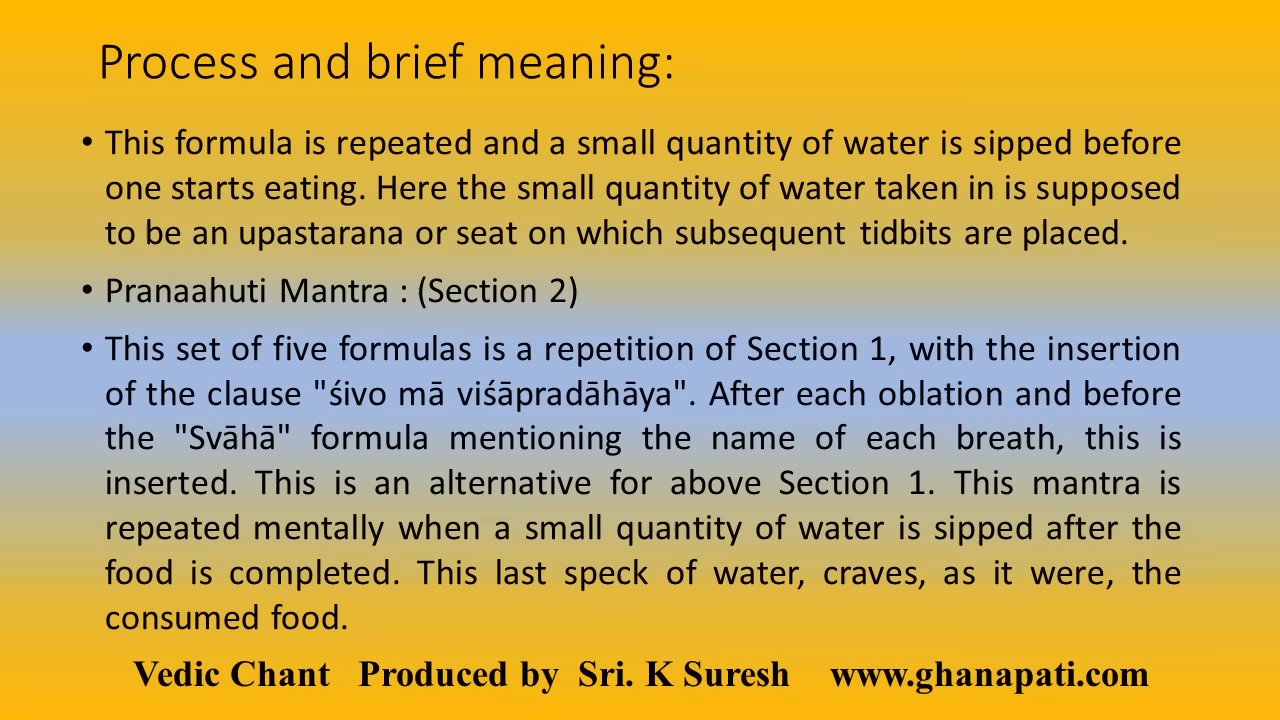 Process and brief meaning:
• This formula is repeated and a small quantity of water is sipped before
one starts eating. Here the small quantity of water taken in is supposed
to be an upastarana or seat on which subsequent tidbits are placed.
• Pranaahuti Mantra : (Section 2)
• This set of five formulas is a repetition of Section 1, with the insertion
of the clause "śivo mā viśāpradāhāya". After each oblation and before
the "Svāhā" formula mentioning the name of each breath, this is
inserted. This is an alternative for above Section 1. This mantra is
repeated mentally when a small quantity of water is sipped after the
food is completed. This last speck of water, craves, as it were, the
consumed food.
Vedic Chant Produced by Sri. K Suresh www.ghanapati.com